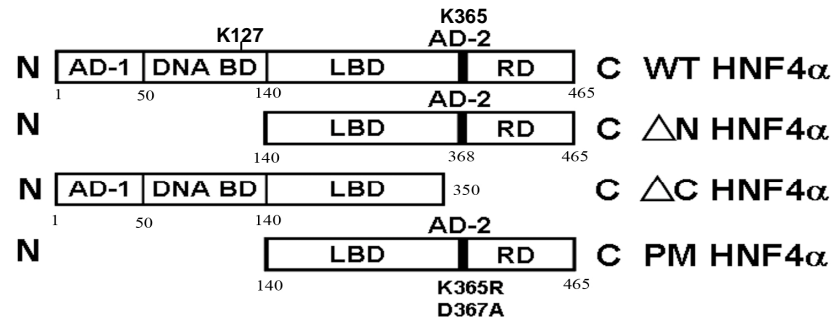 K127 K365
AD-2
N AD-1 DNA BD LBD RD C WT HNF4α
1 50 140 465
AD-2
N LBD RD C △N HNF4α
140 368 465
N AD-1 DNA BD LBD 350 C △C HNF4α
1 50 140
AD-2
N LBD RD C PM HNF4α
140 K365R 465
D367A